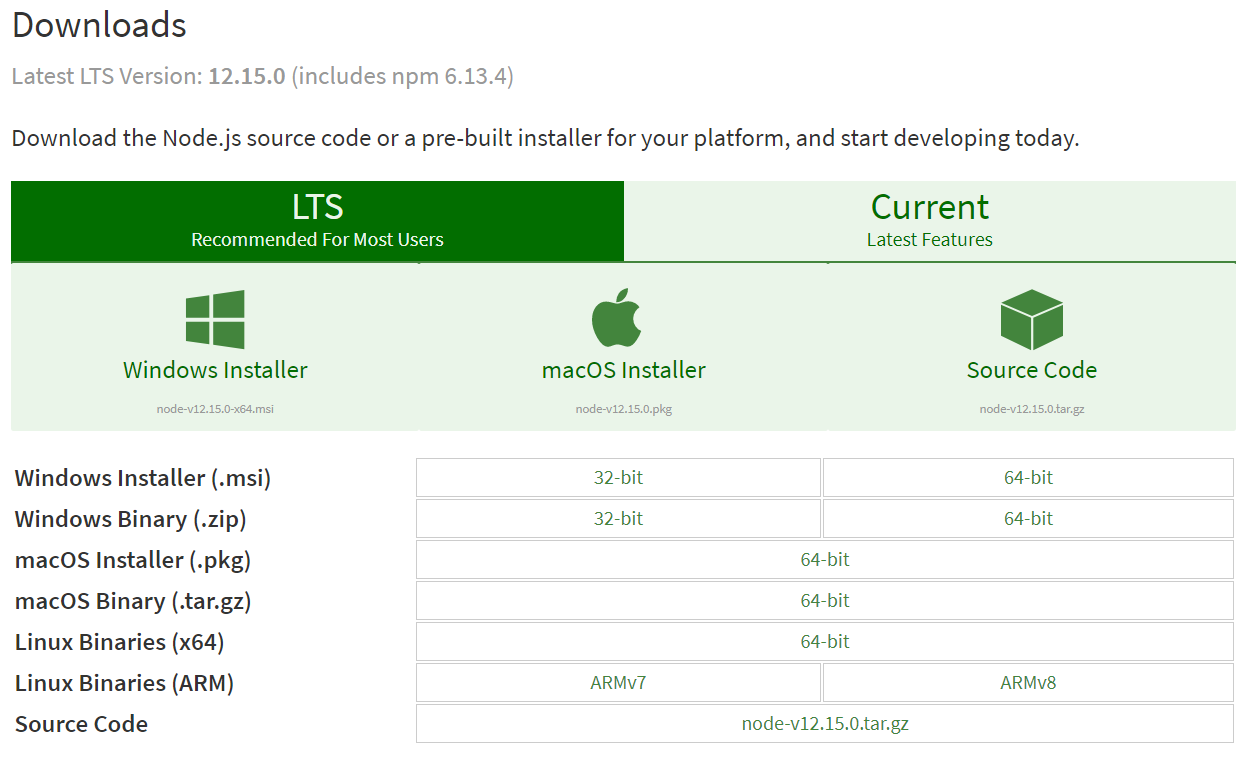 Downloads
Latest LTS Version: 12.15.0 (includes npm 6.13.4)
Download the Node.js source code or a pre-built installer for your platform, and start developing today.
LTS
Recommended For Most Users
Current
Latest Features
Windows Installer
node-v12.15.0-x64.msi
macOS Installer
node-v12.15.0.pkg
Source Code
node-v12.15.0.tar.gz
Windows Installer (.msi) 32-bit 64-bit
Windows Binary (.zip) 32-bit 64-bit
macOS Installer (.pkg) 64-bit
macOS Binary (.tar.gz) 64-bit
Linux Binaries (x64) 64-bit
Linux Binaries (ARM) ARMv7 ARMv8
Source Code node-v12.15.0.tar.gz